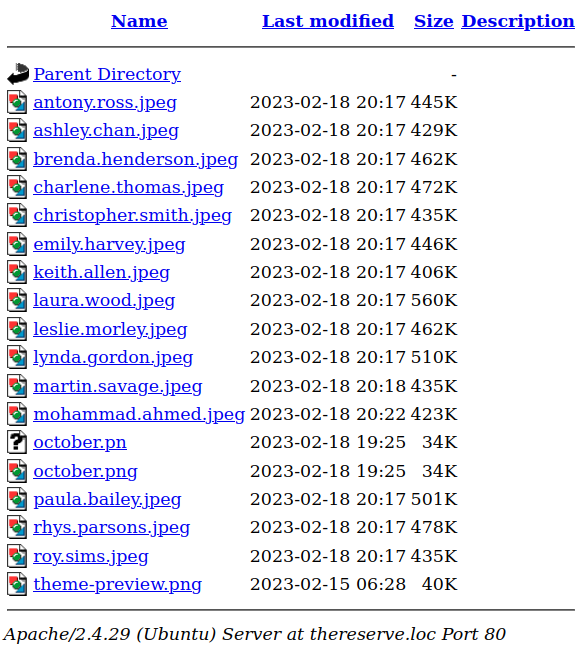 Name Last modified Size Description
Parent Directory -
antony.ross.jpeg 2023-02-18 20:17 445K
ashley.chan.jpeg 2023-02-18 20:17 429K
brenda.henderson.jpeg 2023-02-18 20:17 462K
charlene.thomas.jpeg 2023-02-18 20:17 472K
christopher.smith.jpeg 2023-02-18 20:17 435K
emily.harvey.jpeg 2023-02-18 20:17 446K
keith.allen.jpeg 2023-02-18 20:17 406K
laura.wood.jpeg 2023-02-18 20:17 560K
leslie.morley.jpeg 2023-02-18 20:17 462K
lynda.gordon.jpeg 2023-02-18 20:17 510K
martin.savage.jpeg 2023-02-18 20:18 435K
mohammad.ahmed.jpeg 2023-02-18 20:22 423K
october.pn 2023-02-18 19:25 34K
october.png 2023-02-18 19:25 34K
paula.bailey.jpeg 2023-02-18 20:17 501K
rhys.parsons.jpeg 2023-02-18 20:17 478K
roy.sims.jpeg 2023-02-18 20:17 435K
theme-preview.png 2023-02-15 06:28 40K
Apache/2.4.29 (Ubuntu) Server at thereserve.loc Port 80